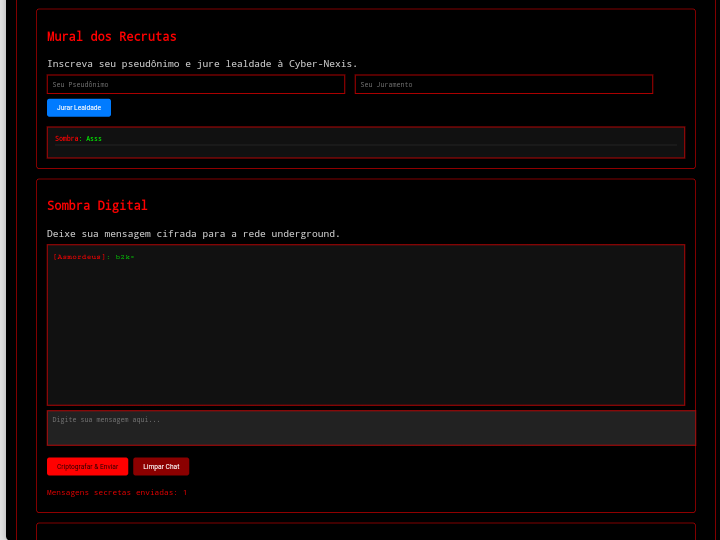 Mural dos Recrutas
Inscreva seu pseudônimo e jure lealdade à Cyber-Nexis.
Seu Pseudônimo
Seu Juramento
Jurar Lealdade
Sombra: Asss
Sombra Digital
Deixe sua mensagem cifrada para a rede underground.
[Asmordeus]: b2k=
Digite sua mensagem aqui...
Criptografar & Enviar
Limpar Chat
Mensagens secretas enviadas: 1